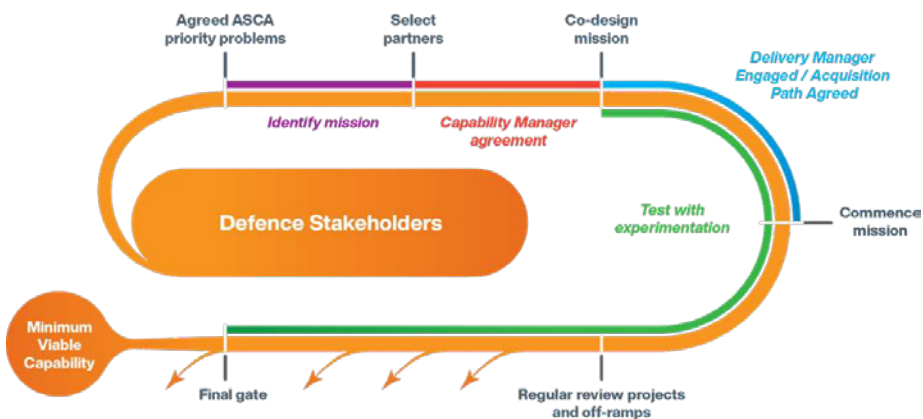 Agreed ASCA
priority problems
Select
partners
Co-design
mission
Delivery Manager
Engaged / Acquisition
Path Agreed
Identify mission
Capability Manager
agreement
Defence Stakeholders
Test with
experimentation
Commence
mission
Minimum
Viable
Capability
Final gate
Regular review projects
and off-ramps